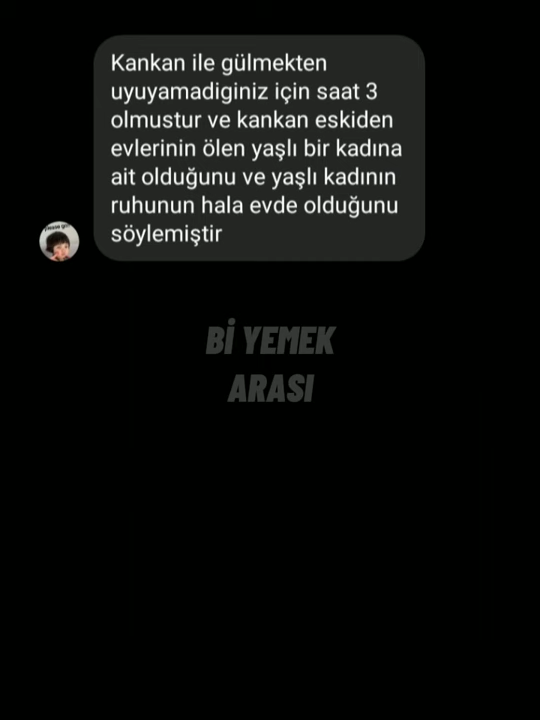 Kankan ile gülmekten
uyuyamadiginiz için saat 3
olmustur ve kankan eskiden
evlerinin ölen yaşlı bir kadına
ait olduğunu ve yaşlı kadının
ruhunun hala evde olduğunu
söylemiştir
Bİ YEMEK
ARASI